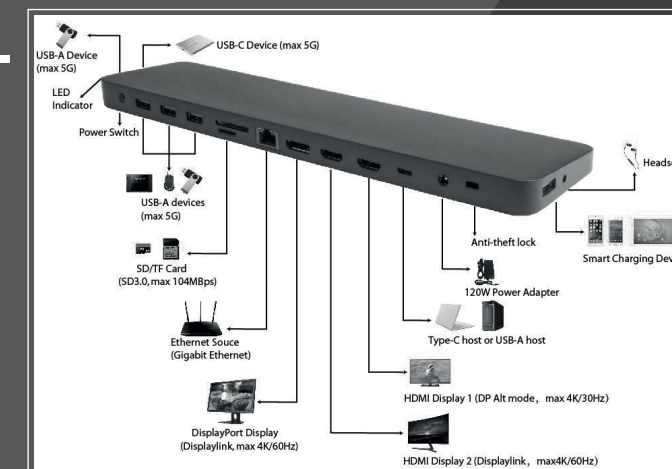 USB-C Device (max 5G)
USB-A Device
(max 5G)
LED
Indicator
Power Switch
USB-A devices
(max 5G)
SD/TF Card
(SD3.0, max 104MBps)
Ethernet Souce
(Gigabit Ethernet)
DisplayPort Display
(Displaylink, max 4K/60Hz)
Heads
Smart Charging Dev
Anti-theft lock
120W Power Adapter
Type-C host or USB-A host
HDMI Display 1 (DP Alt mode, max 4K/30Hz)
HDMI Display 2 (Displaylink, max4K/60Hz)